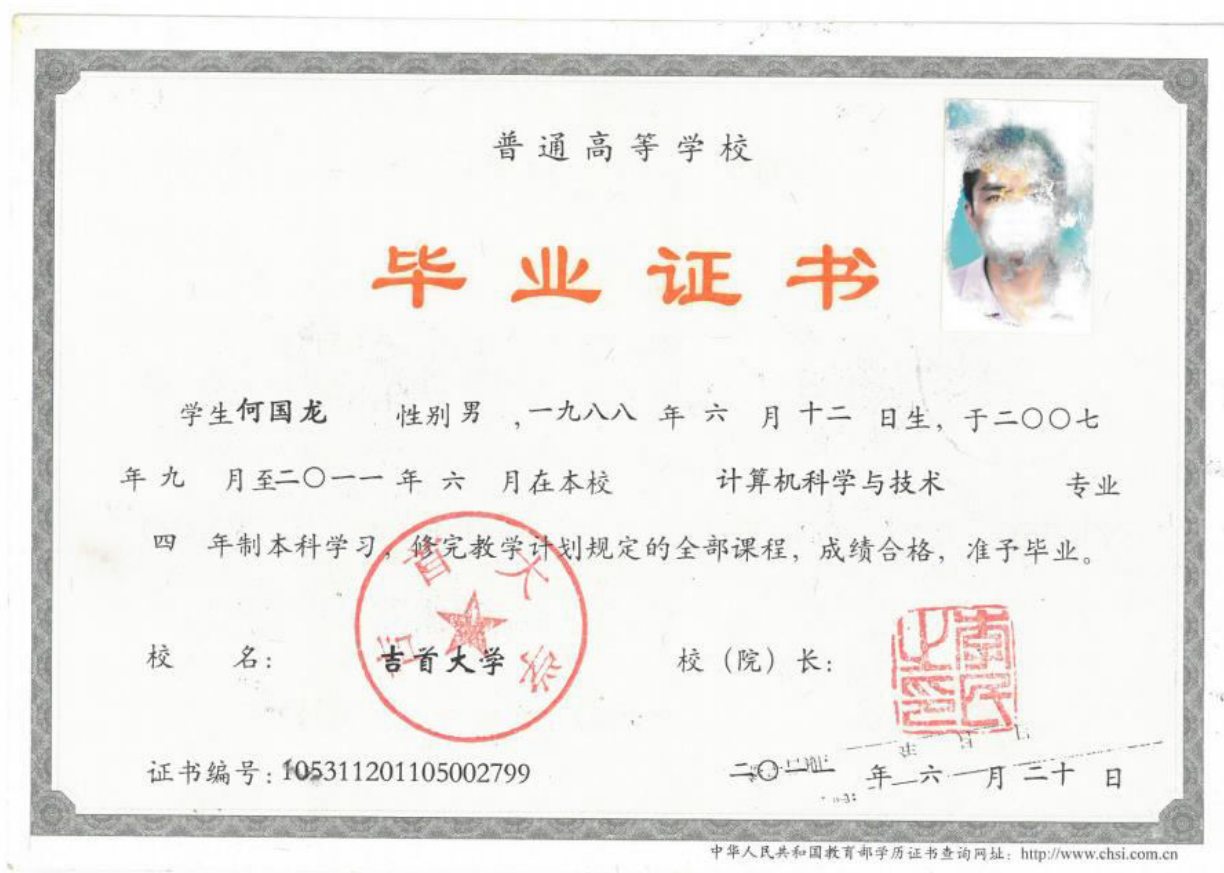 普通高等学校
毕业证书
学生何国龙 性别男 ,一九八八 年 六 月 十二 日生，于二〇〇七
年 九 月至二〇一一 年 六 月在本校 计算机科学与技术 专业
四 年制本科学习，修完教学计划规定的全部课程，成绩合格，准予毕业。
校 名： 吉首大学 校（院）长：
吉首大学
证书编号：105311201105002799 二〇一一 年 六 月 二十 日
中华人民共和国教育部学历证书查询网址：http://www.chsi.com.cn